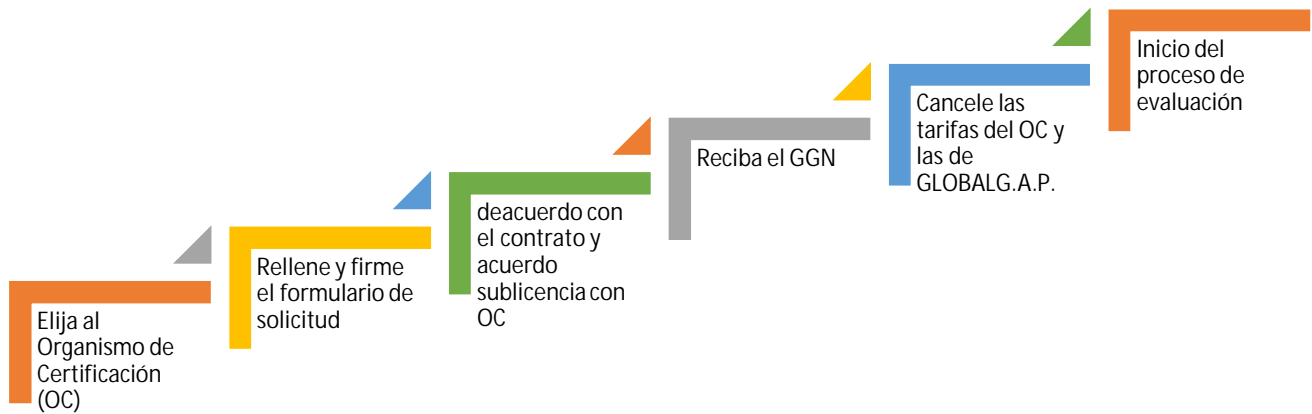 Elija al
Organismo de
Certificación
(OC)
Rellene y firme
el formulario de
solicitud
deacuerdo con
el contrato y
acuerdo
sublicencia con
OC
Reciba el GGN
Cancele las
tarifas del OC y
las de
GLOBALG.A.P.
Inicio del
proceso de
evaluación